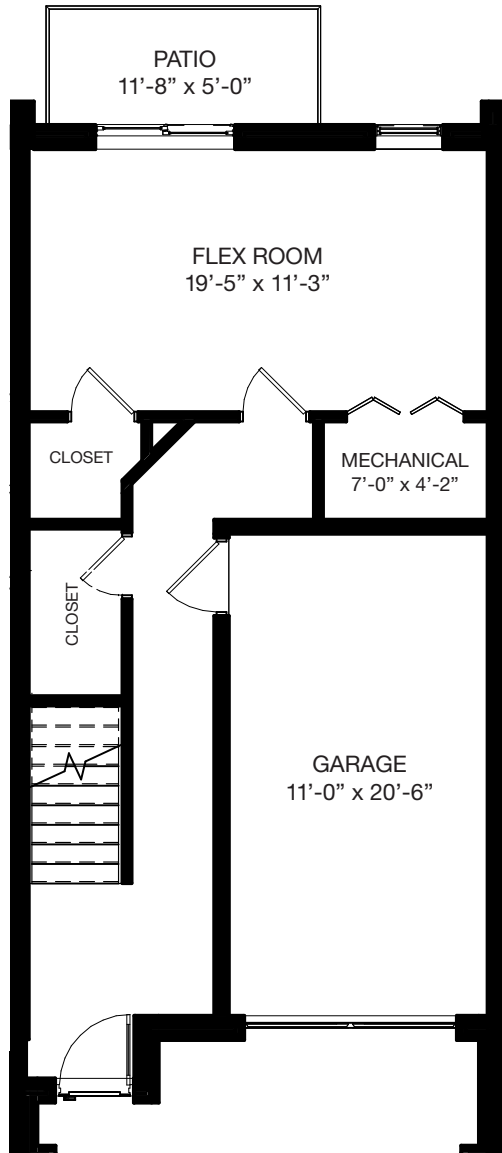 PATIO
11’-8” x 5’-0”
FLEX ROOM
19’-5” x 11’-3”
CLOSET
MECHANICAL
7’-0” x 4’-2”
CLOSET
GARAGE
11’-0” x 20’-6”